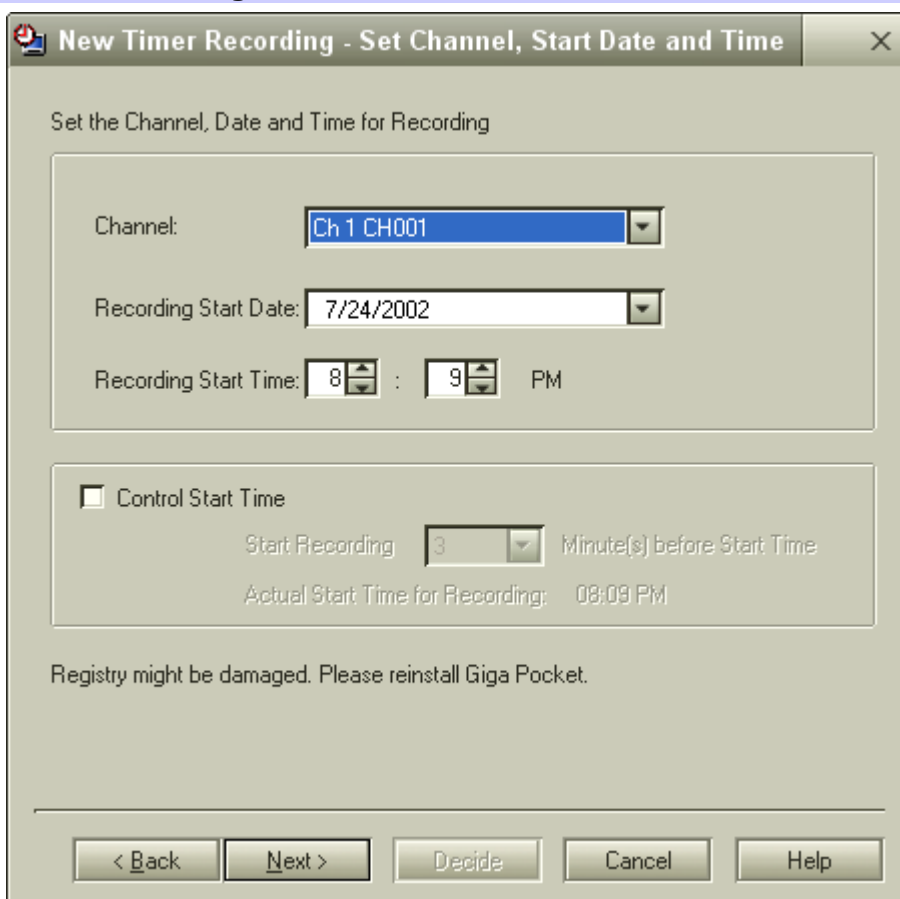 New Timer Recording - Set Channel, Start Date and Time
Set the Channel, Date and Time for Recording
Channel: Ch 1 CH001
Recording Start Date: 7/24/2002
Recording Start Time: 8 : 9 PM
Control Start Time
Start Recording 3 Minute(s) before Start Time
Actual Start Time for Recording: 08:09 PM
Registry might be damaged. Please reinstall Giga Pocket.
< Back Next > Decide Cancel Help